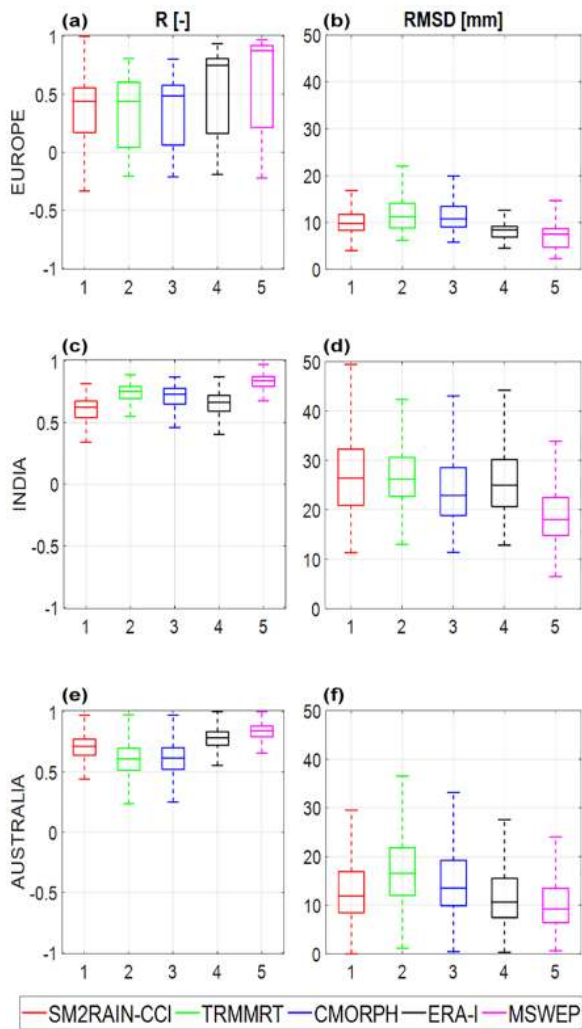 (a) R [-] (b) RMSD [mm]
1 50
0.5 40
0 30
-0.5 20
-1 10
0
EUROPE
1 2 3 4 5 1 2 3 4 5
(c) (d)
1 50
0.5 40
0 30
-0.5 20
-1 10
0
INDIA
1 2 3 4 5 1 2 3 4 5
(e) (f)
1 50
0.5 40
0 30
-0.5 20
-1 10
0
AUSTRALIA
1 2 3 4 5 1 2 3 4 5
SM2RAIN-CCI TRMMRT CMORPH ERA-I MSWEP